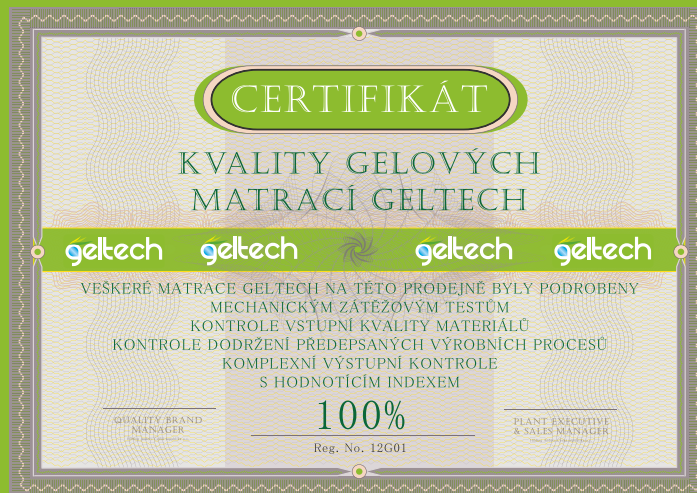 CERTIFIKÁT
KVALITY GELOVÝCH
MATRACÍ GELTECH
geltech geltech geltech geltech
VEŠKERÉ MATRACE GELTECH NA TÉTO PRODEJNĚ BYLY PODROBENY
MECHANICKÝM ZÁTĚŽOVÝM TESTŮM
KONTROLE VSTUPNÍ KVALITY MATERIÁLŮ
KONTROLE DODRŽENÍ PŘEDEPSANÝCH VÝROBNÍCH PROCESŮ
KOMPLEXNÍ VÝSTUPNÍ KONTROLE
S HODNOTÍCÍM INDEXEM
100%
QUALITY BRAND
MANAGER
PLANT EXECUTIVE
& SALES MANAGER
Reg. No. 12G01